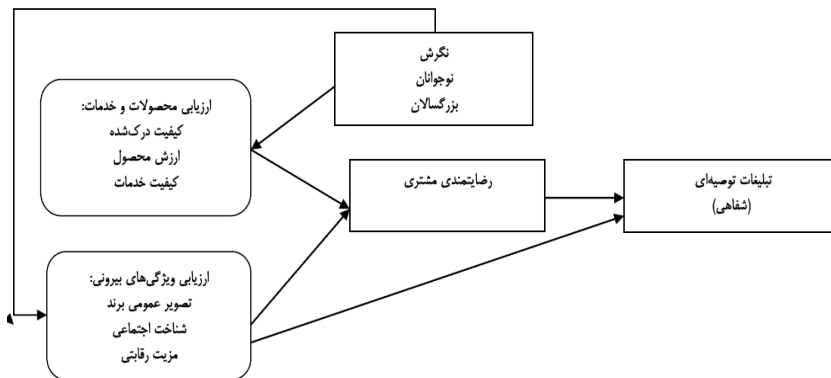 نگرش
نوجوانان
بزرگسالان
ارزیابی محصولات و خدمات:
کیفیت درک‌شده
ارزش محصول
کیفیت خدمات
رضایتمندی مشتری
تبلیغات توصیه‌ای
(شفاهی)
ارزیابی ویژگی‌های بیرونی:
تصویر عمومی برند
شناخت اجتماعی
مزیت رقابتی